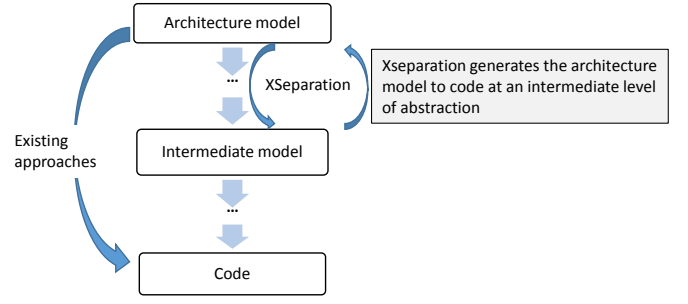 Architecture model
...
XSeparation
Xseparation generates the architecture
model to code at an intermediate level
of abstraction
Existing
approaches
Intermediate model
...
Code